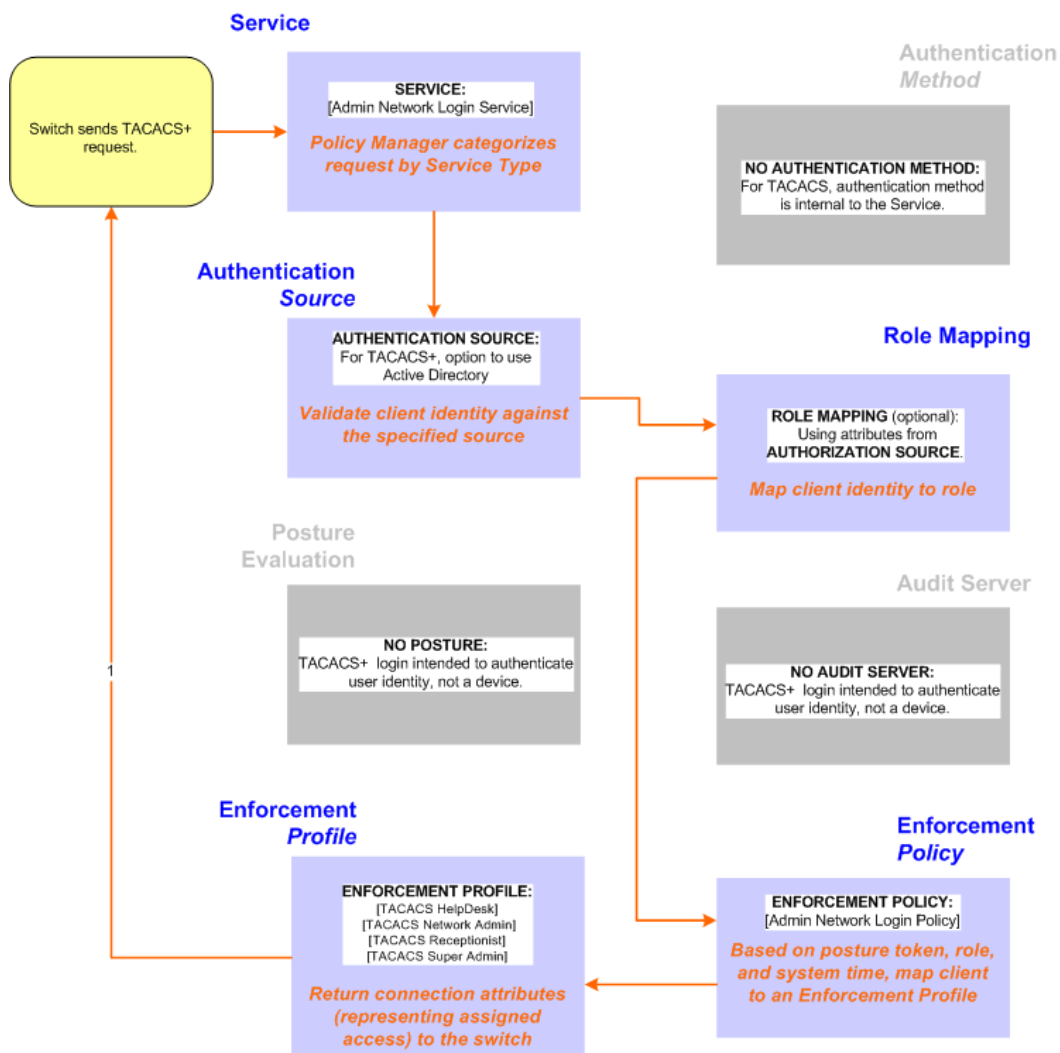 Service
Switch sends TACACS+
request.
SERVICE:
[Admin Network Login Service]
Policy Manager categorizes
request by Service Type
Authentication
Method
NO AUTHENTICATION METHOD:
For TACACS, authentication method
is internal to the Service.
Authentication
Source
AUTHENTICATION SOURCE:
For TACACS+, option to use
Active Directory
Validate client identity against
the specified source
Role Mapping
ROLE MAPPING (optional):
Using attributes from
AUTHORIZATION SOURCE.
Map client identity to role
Posture
Evaluation
NO POSTURE:
TACACS+ login intended to authenticate
user identity, not a device.
Audit Server
NO AUDIT SERVER:
TACACS+ login intended to authenticate
user identity, not a device.
1
Enforcement
Profile
ENFORCEMENT PROFILE:
[TACACS HelpDesk]
[TACACS Network Admin]
[TACACS Receptionist]
[TACACS Super Admin]
Return connection attributes
(representing assigned
access) to the switch
Enforcement
Policy
ENFORCEMENT POLICY:
[Admin Network Login Policy]
Based on posture token, role,
and system time, map client
to an Enforcement Profile